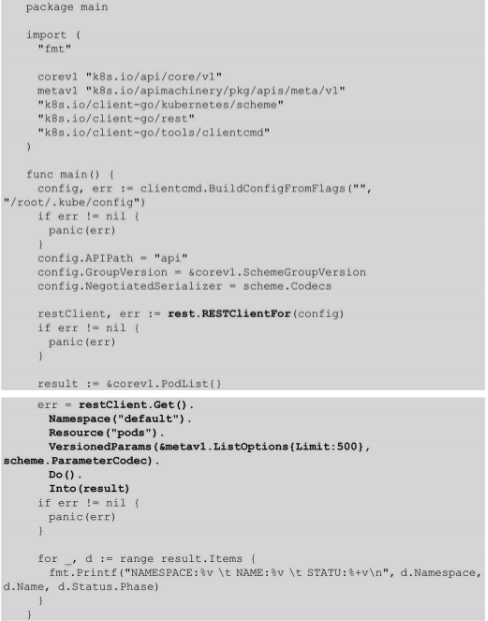 package main
import (
"fmt"
corev1 "k8s.io/api/core/v1"
metav1 "k8s.io/apimachinery/pkg/apis/meta/v1"
"k8s.io/client-go/kubernetes/scheme"
"k8s.io/client-go/rest"
"k8s.io/client-go/tools/clientcmd"
)
func main() {
config, err := clientcmd.BuildConfigFromFlags("",
"/root/.kube/config")
if err != nil {
panic(err)
}
config.APIPath = "api"
config.GroupVersion = &corev1.SchemeGroupVersion
config.NegotiatedSerializer = scheme.Codecs
restClient, err := rest.RESTClientFor(config)
if err != nil {
panic(err)
}
result := &corev1.PodList{}
err = restClient.Get().
Namespace("default").
Resource("pods").
VersionedParams(&metav1.ListOptions{Limit:500},
scheme.ParameterCodec).
Do().
Into(result)
if err != nil {
panic(err)
}
for _, d := range result.Items {
fmt.Printf("NAMESPACE:%v \t NAME:%v \t STATU:%+v\n", d.Namespace,
d.Name, d.Status.Phase)
}
}